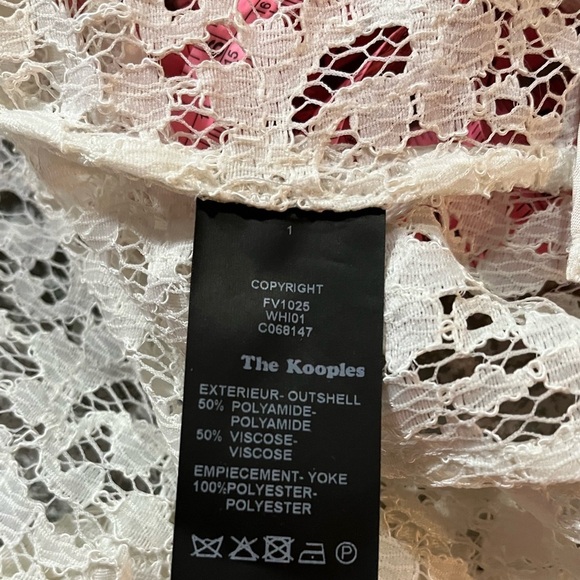 1
COPYRIGHT
FV1025
WHI01
C068147
The Kooples
EXTERIEUR-OUTSHELL
50% POLYAMIDE-
POLYAMIDE
50% VISCOSE-
VISCOSE
EMPIECEMENT-YOKE
100%POLYESTER-
POLYESTER
P